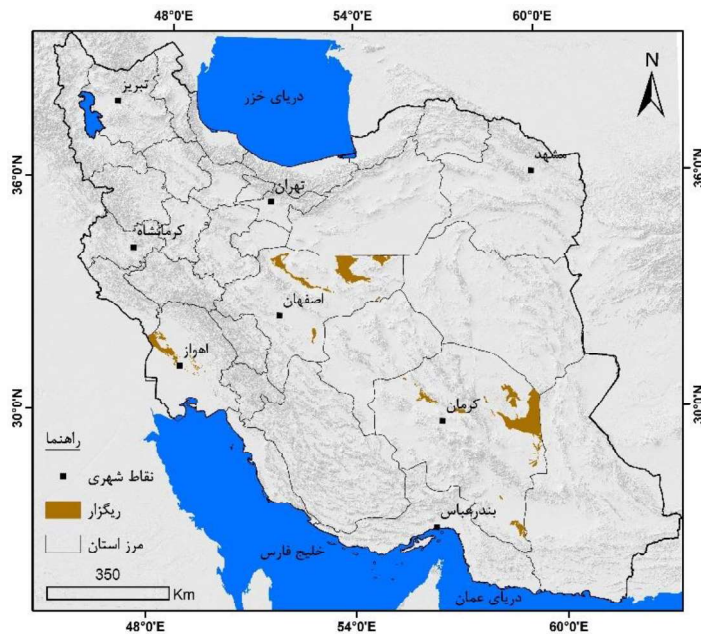 48°0'E 54°0'E 60°0'E
N
دریای خزر
تبریز
مشهد
36°0'N 36°0'N
تهران
کرمانشاه
اصفهان
اهواز
کرمان
30°0'N 30°0'N
راهنما
نقاط شهری
ریگزار
مرز استان
بندرعباس
خلیج فارس
350
Km
دریای عمان
48°0'E 54°0'E 60°0'E